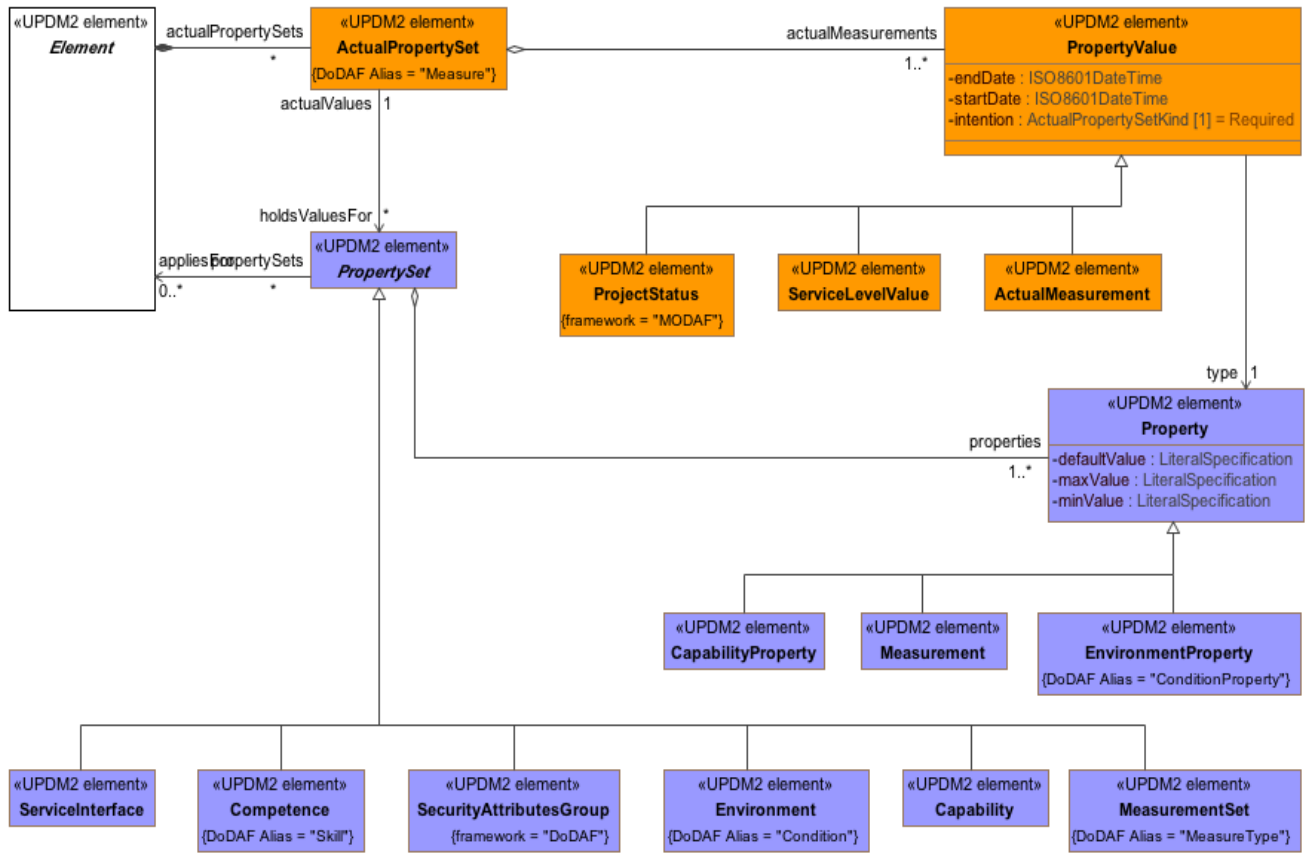 «UPDM2 element»
Element
actualPropertySets
*
«UPDM2 element»
ActualPropertySet
{DoDAF Alias = "Measure"}
actualMeasurements
1..*
«UPDM2 element»
PropertyValue
-endDate : ISO8601DateTime
-startDate : ISO8601DateTime
-intention : ActualPropertySetKind [1] = Required
actualValues 1
holdsValuesFor *
«UPDM2 element»
PropertySet
appliesFor
propertySets
0..*
*
«UPDM2 element»
ProjectStatus
{framework = "MODAF"}
«UPDM2 element»
ServiceLevelValue
«UPDM2 element»
ActualMeasurement
type 1
«UPDM2 element»
Property
-defaultValue : LiteralSpecification
-maxValue : LiteralSpecification
-minValue : LiteralSpecification
properties
1..*
«UPDM2 element»
CapabilityProperty
«UPDM2 element»
Measurement
«UPDM2 element»
EnvironmentProperty
{DoDAF Alias = "ConditionProperty"}
«UPDM2 element»
ServiceInterface
«UPDM2 element»
Competence
{DoDAF Alias = "Skill"}
«UPDM2 element»
SecurityAttributesGroup
{framework = "DoDAF"}
«UPDM2 element»
Environment
{DoDAF Alias = "Condition"}
«UPDM2 element»
Capability
«UPDM2 element»
MeasurementSet
{DoDAF Alias = "MeasureType"}